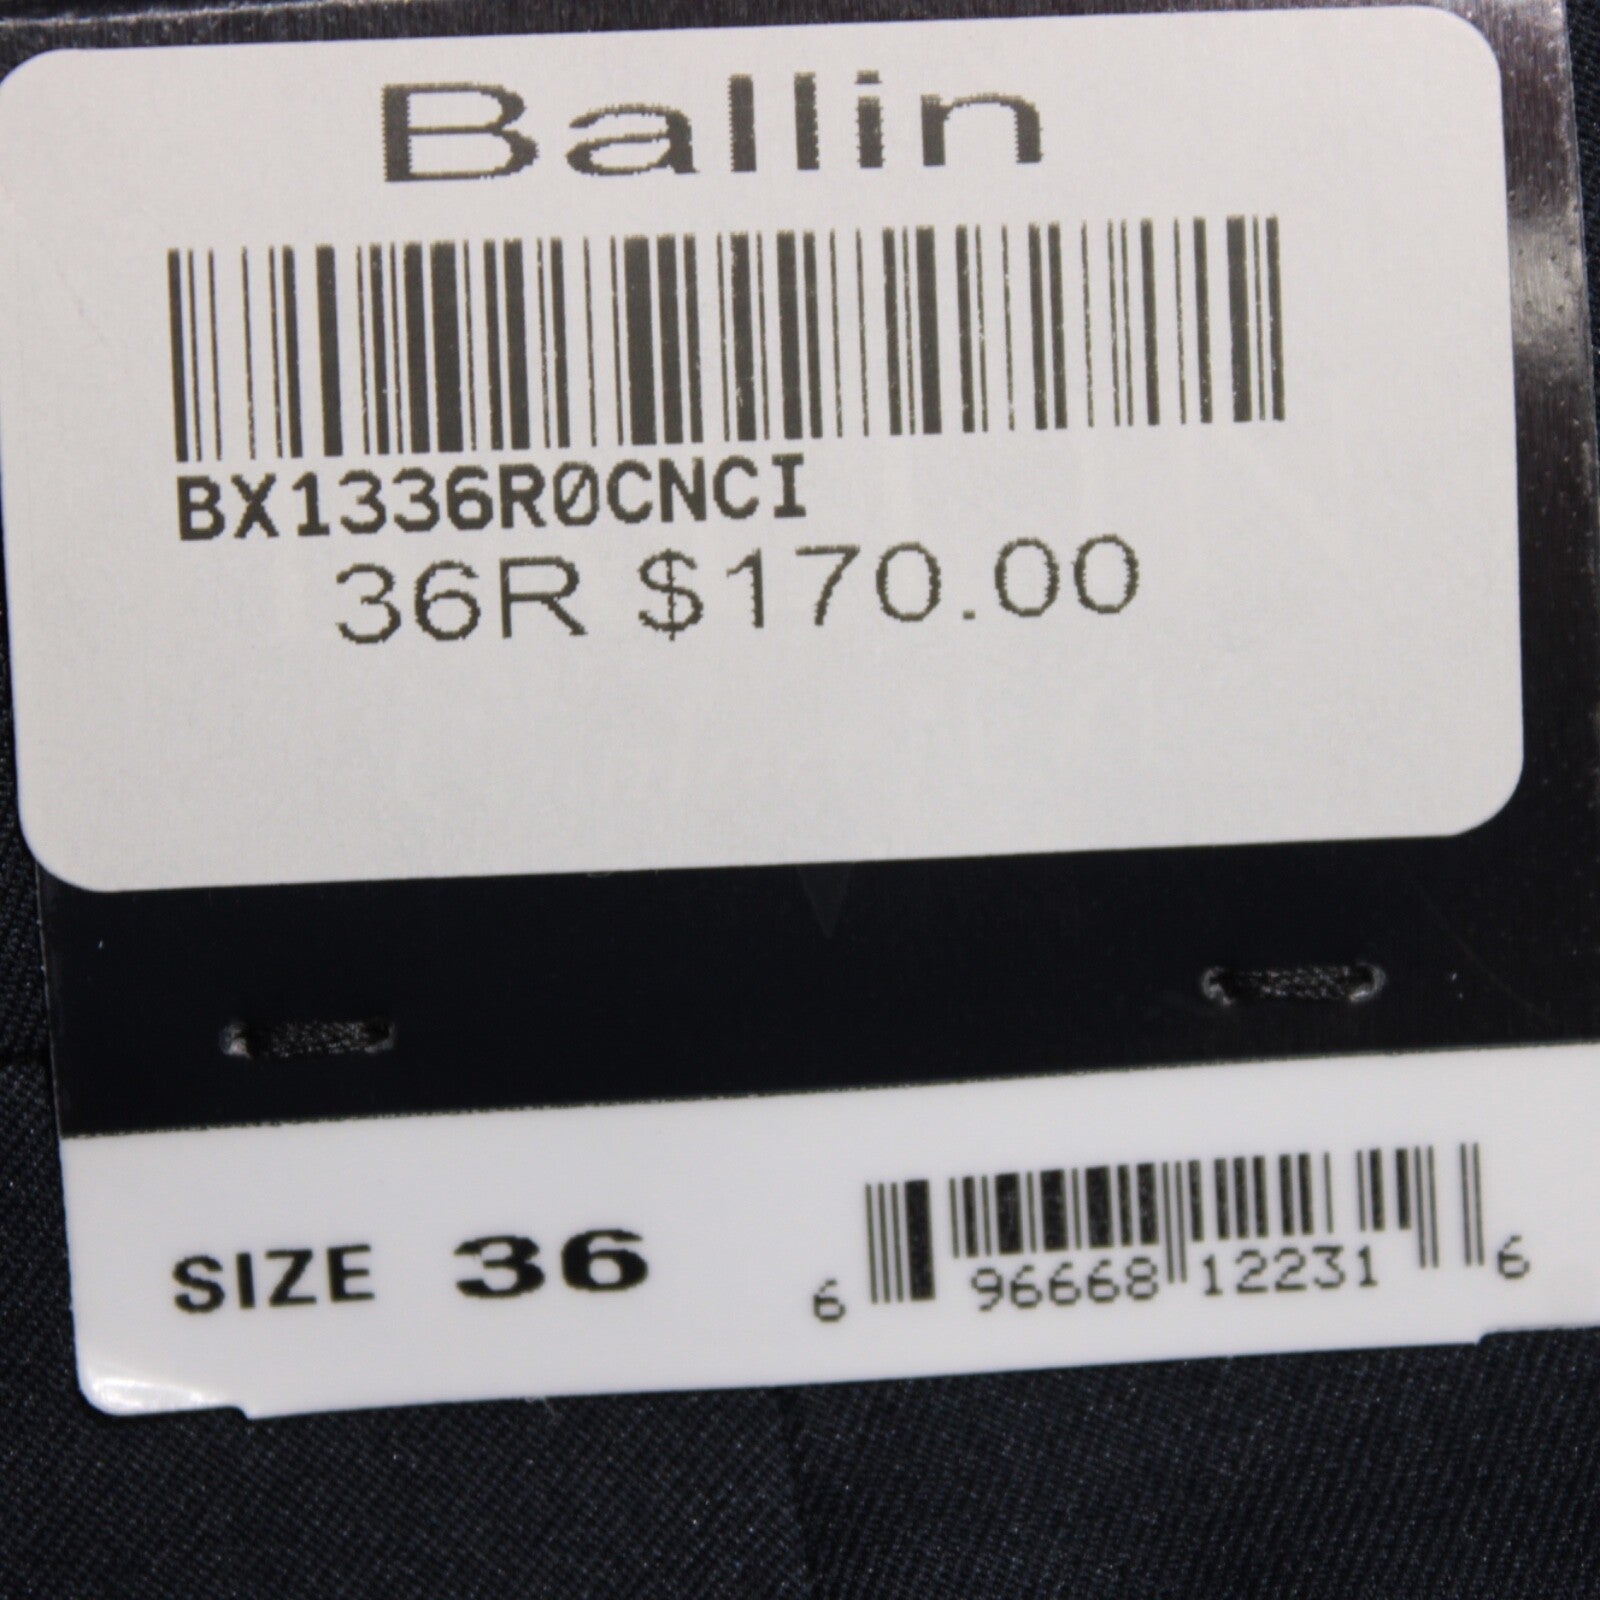 Ballin
BX1336R0CNCI
36R $170.00
SIZE 36
6 96668 12231 6